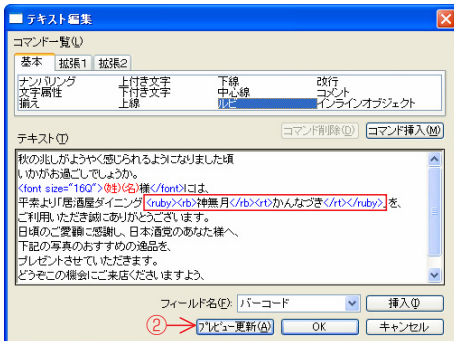 テキスト編集
コマンド一覧(L)
基本 拡張1 拡張2
ナンバリング 上付き文字 下線 改行
文字属性 下付き文字 中心線 コメント
揃え 上線 ルビ インラインオブジェクト
テキスト(T) コマンド削除(D) コマンド挿入(M)
秋の兆しがようやく感じられるようになりました頃
いかがお過ごしでしょうか。
<font size="16Q">(姓)(名)様</font>には、
平素より「居酒屋ダイニング<ruby><rb>神無月</rb><rt>かんなづき</rt></ruby>」を、
ご利用いただき誠にありがとうございます。
日頃のご愛顧に感謝し、日本酒党のあなた様へ、
下記の写真のおすすめの逸品を、
プレゼントさせていただきます。
どうぞこの機会にご来店くださいますよう、
フィールド名(F): バーコード 挿入(I)
② プレビュー更新(A) OK キャンセル